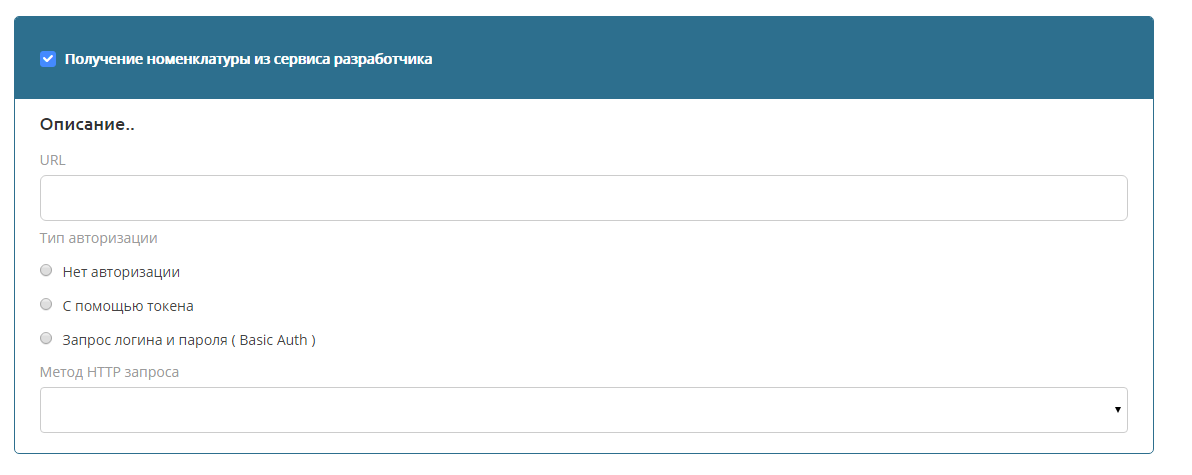 Получение номенклатуры из сервиса разработчика
Описание..
URL
Тип авторизации
Нет авторизации
С помощью токена
Запрос логина и пароля ( Basic Auth )
Метод HTTP запроса